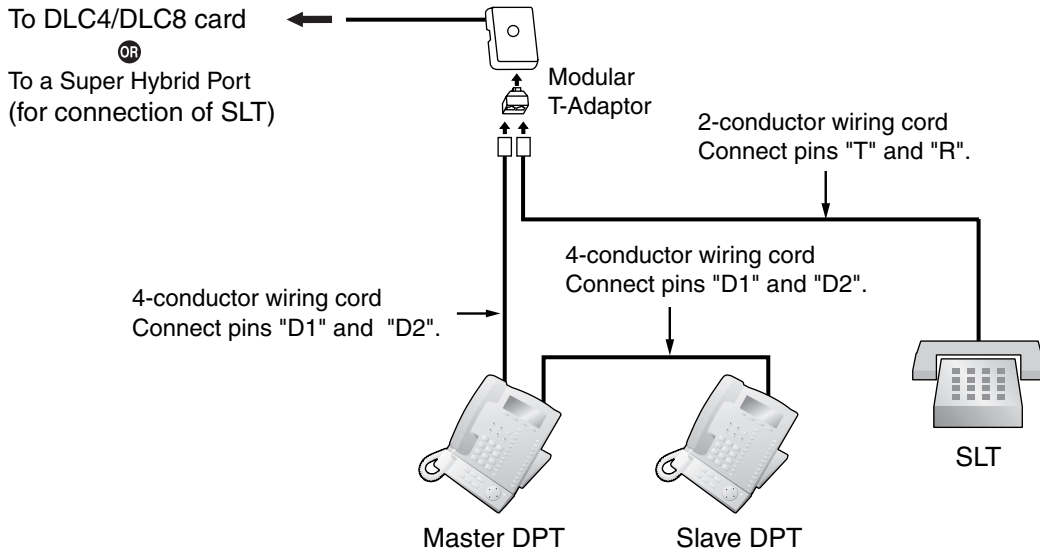 To DLC4/DLC8 card
OR
To a Super Hybrid Port
(for connection of SLT)
Modular
T-Adaptor
2-conductor wiring cord
Connect pins "T" and "R".
4-conductor wiring cord
Connect pins "D1" and "D2".
4-conductor wiring cord
Connect pins "D1" and  "D2".
SLT
Master DPT
Slave DPT